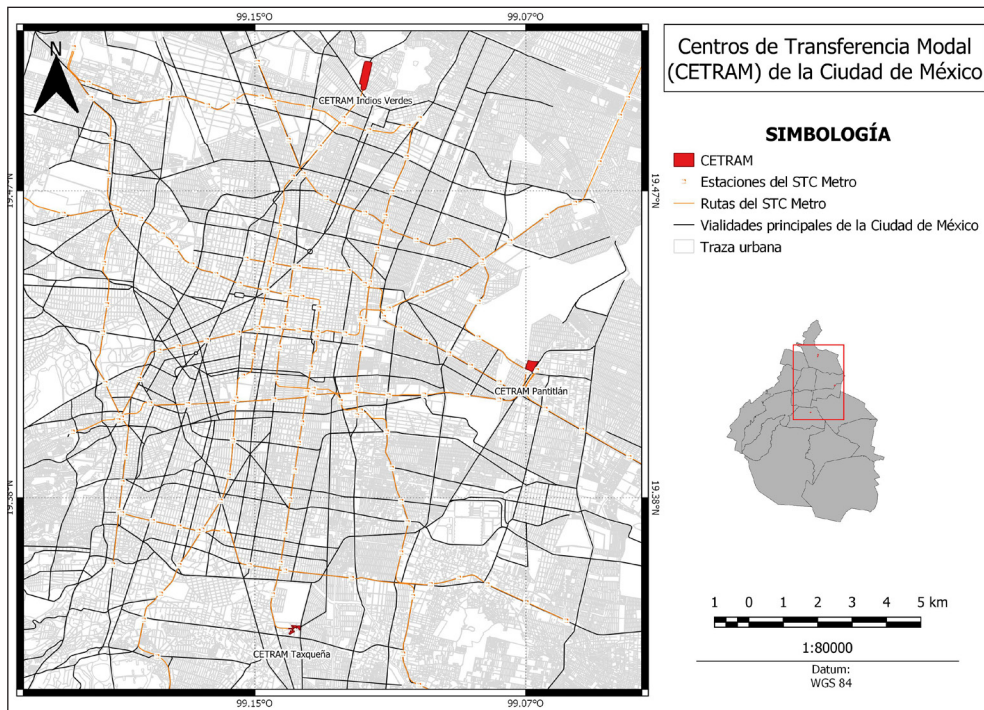 99.15°O
99.07°O
N
CETRAM Indios Verdes
19.47°N
19.47°N
CETRAM Pantitlán
19.38°N
19.38°N
CETRAM Taxqueña
99.15°O
99.07°O
Centros de Transferencia Modal
(CETRAM) de la Ciudad de México
SIMBOLOGÍA
CETRAM
Estaciones del STC Metro
Rutas del STC Metro
Vialidades principales de la Ciudad de México
Traza urbana
1 0 1 2 3 4 5 km
1:80000
Datum:
WGS 84